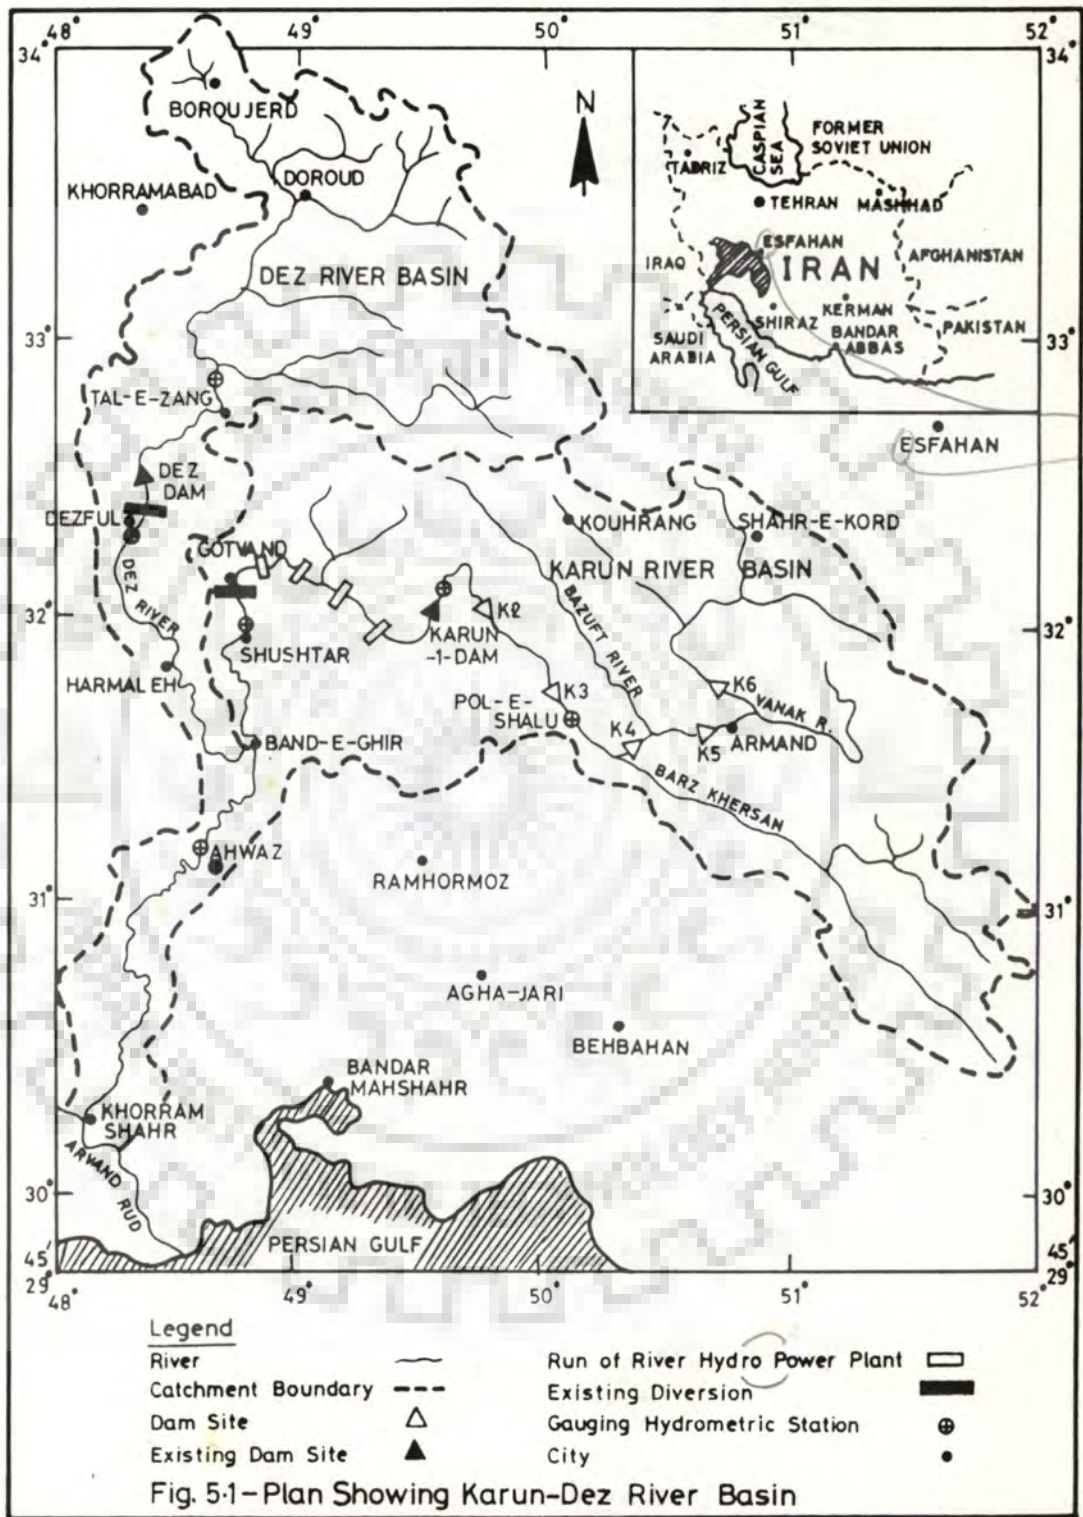 48°
49°
50°
51°
52°
34°
34°
BOROUJERD
N
KHORRAMABAD
DOROUD
DEZ RIVER BASIN
CASPIAN
SEA
FORMER
SOVIET UNION
TABRIZ
TEHRAN
MASHHAD
ESFAHAN
IRAQ
IRAN
AFGHANISTAN
SHIRAZ
KERMAN
BANDAR
ABBAS
PAKISTAN
SAUDI
ARABIA
PERSIAN GULF
33°
33°
TAL-E-ZANG
ESFAHAN
DEZ
DAM
DEZFUL
KOUHRANG
SHAHR-E-KORD
GOTVAND
KARUN RIVER BASIN
DEZ RIVER
32°
32°
K2
BAZUFT RIVER
SHUSHTAR
KARUN
-1-DAM
HARMALEH
K3
K6
POL-E-
SHALU
VANAK R.
K4
K5
ARMAND
BAND-E-GHIR
BARZ KHERSAN
AHWAZ
RAMHORMOZ
31°
31°
AGHA-JARI
BEHBAHAN
BANDAR
MAHSHAHR
KHORRAM
SHAHR
ARVAND RUD
30°
30°
PERSIAN GULF
45'
29°
45'
29°
48°
49°
50°
51°
52°
Legend
River
Catchment Boundary
Dam Site
Existing Dam Site
Run of River Hydro Power Plant
Existing Diversion
Gauging Hydrometric Station
City
Fig. 5.1-Plan Showing Karun-Dez River Basin